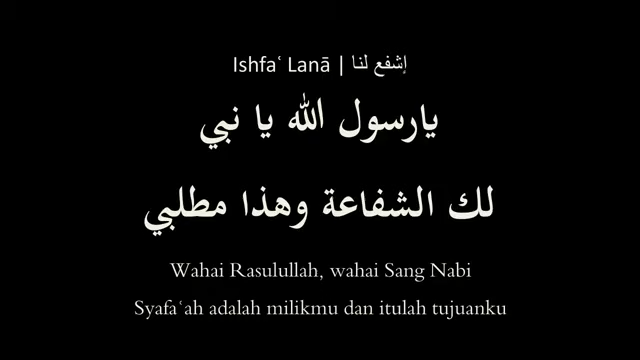 Ishfaʿ Lanā | إشفع لنا
يارسول الله يا نبي
لك الشفاعة وهذا مطلبي
Wahai Rasulullah, wahai Sang Nabi
Syafaʿah adalah milikmu dan itulah tujuanku